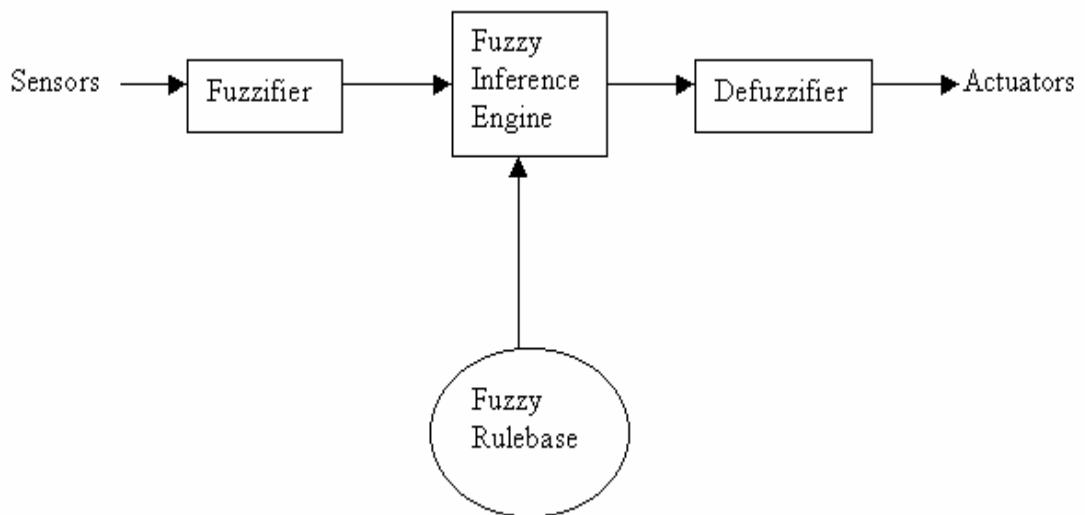 Sensors
Fuzzifier
Fuzzy
Inference
Engine
Defuzzifier
Actuators
Fuzzy
Rulebase